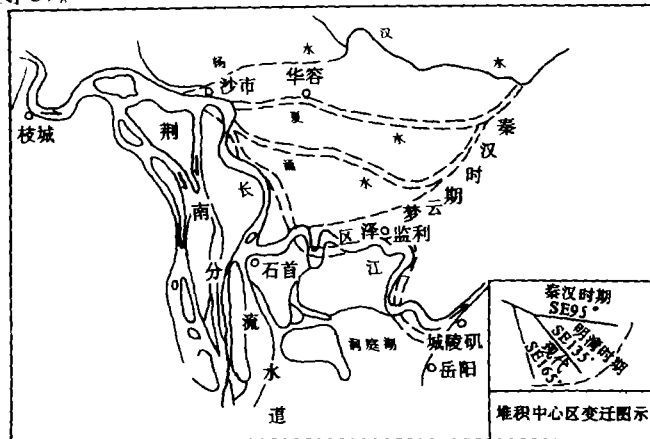 汉水
扬水
沙市
华容
夏水
枝城
荆南分流水道
涌水
长江
秦汉时期云梦泽区
监利
石首
洞庭湖
城陵矶
岳阳
秦汉时期
SE95°
明清时期
SE135°
现代
SE165°
堆积中心区变迁图示